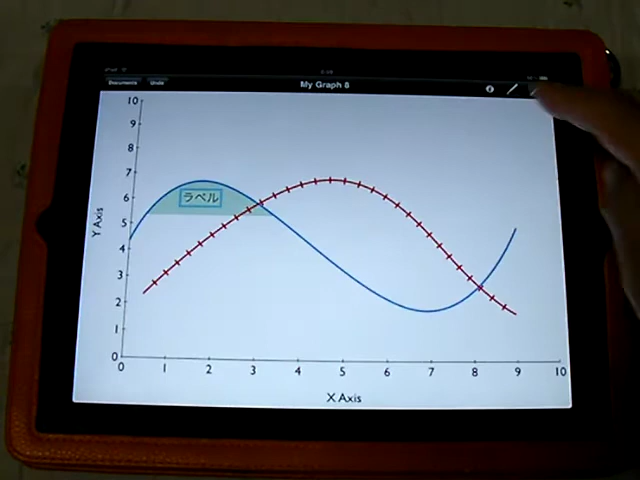 Documents Undo My Graph 8
10
9
8
7
6
5
4
3
2
1
0
Y Axis
ラベル
0 1 2 3 4 5 6 7 8 9 10
X Axis